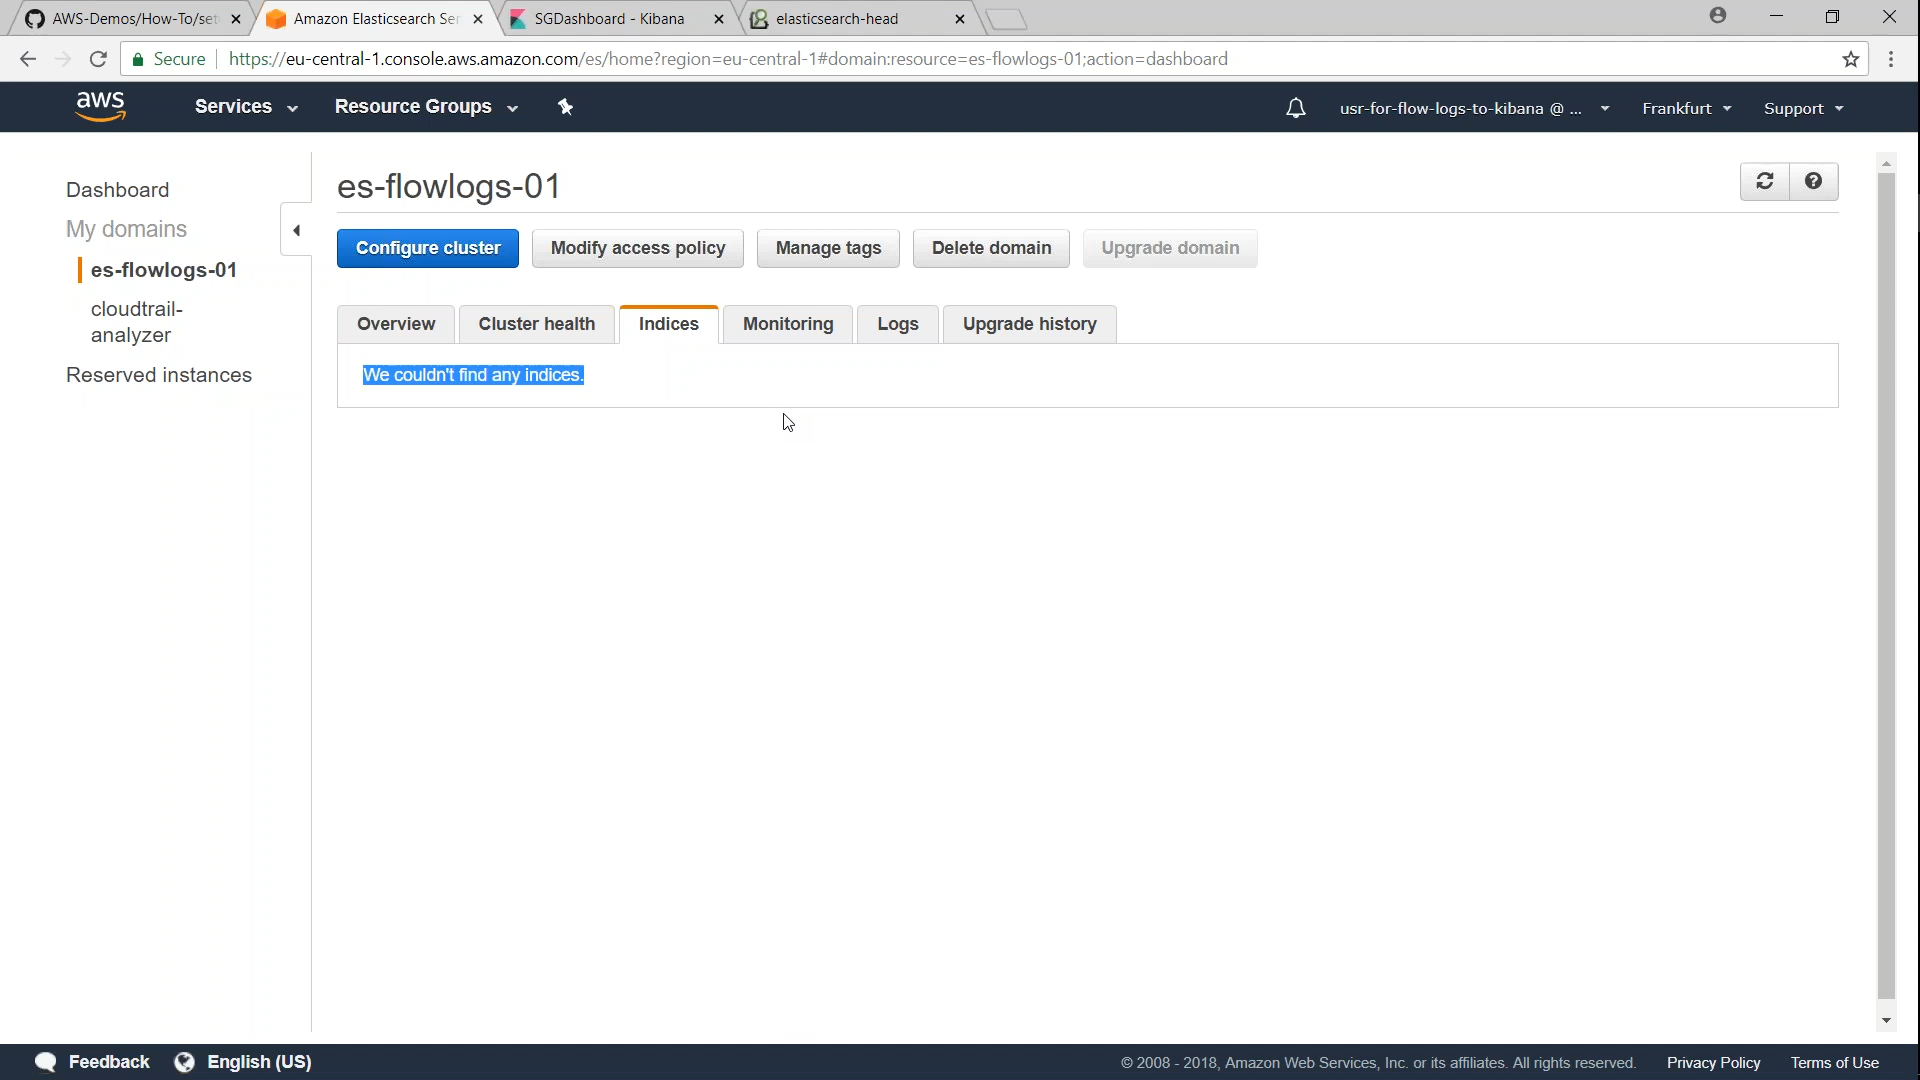 AWS-Demos/How-To/set
Amazon Elasticsearch Ser
SGDashboard - Kibana
elasticsearch-head
Secure
https://eu-central-1.console.aws.amazon.com/es/home?region=eu-central-1#domain:resource=es-flowlogs-01;action=dashboard
aws
Services
Resource Groups
usr-for-flow-logs-to-kibana @ ...
Frankfurt
Support
Dashboard
My domains
es-flowlogs-01
cloudtrail-
analyzer
Reserved instances
es-flowlogs-01
Configure cluster
Modify access policy
Manage tags
Delete domain
Upgrade domain
Overview
Cluster health
Indices
Monitoring
Logs
Upgrade history
We couldn't find any indices.
Feedback
English (US)
© 2008 - 2018, Amazon Web Services, Inc. or its affiliates. All rights reserved.
Privacy Policy
Terms of Use